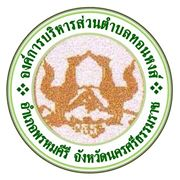 องค์การบริหารส่วนตำบลทอนหงส์
อำเภอพรหมคีรี จังหวัดนครศรีธรรมราช